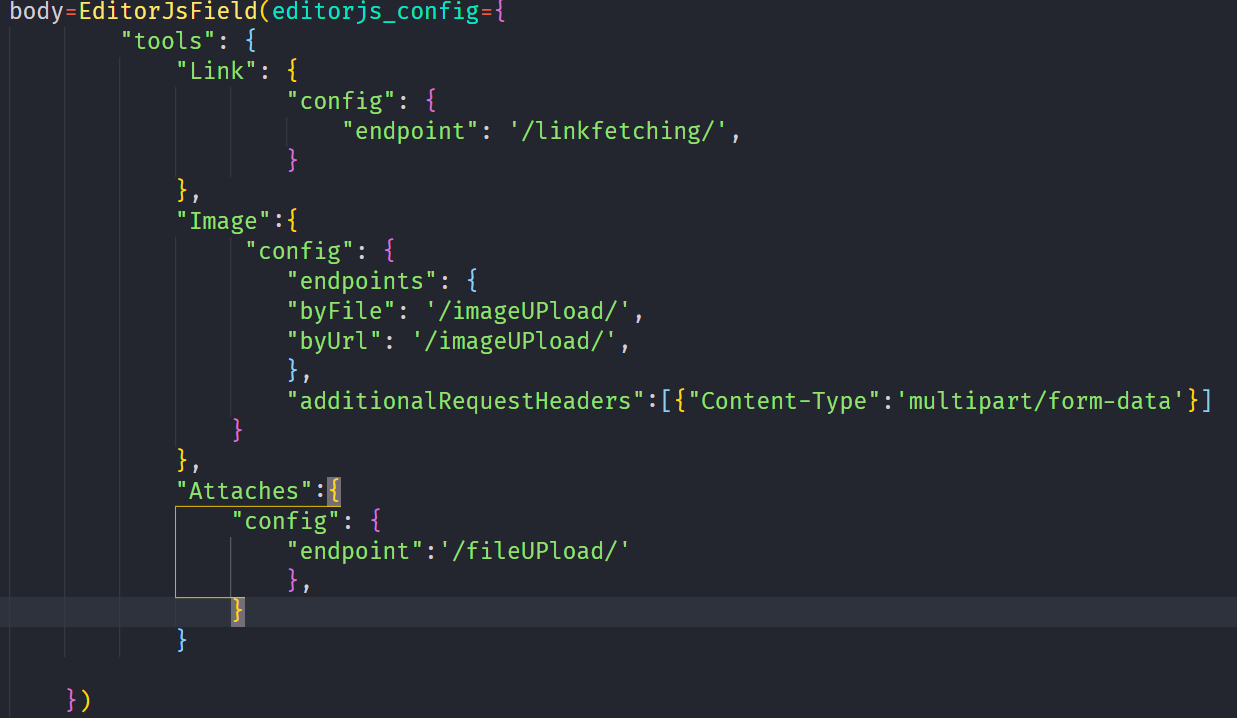 body=EditorJsField(editorjs_config={
"tools": {
"Link": {
"config": {
"endpoint": '/linkfetching/',
}
},
"Image":{
"config": {
"endpoints": {
"byFile": '/imageUPload/',
"byUrl": '/imageUPload/',
},
"additionalRequestHeaders":[{"Content-Type":'multipart/form-data'}]
}
},
"Attaches":{
"config": {
"endpoint":'/fileUPload/'
},
}
}
})